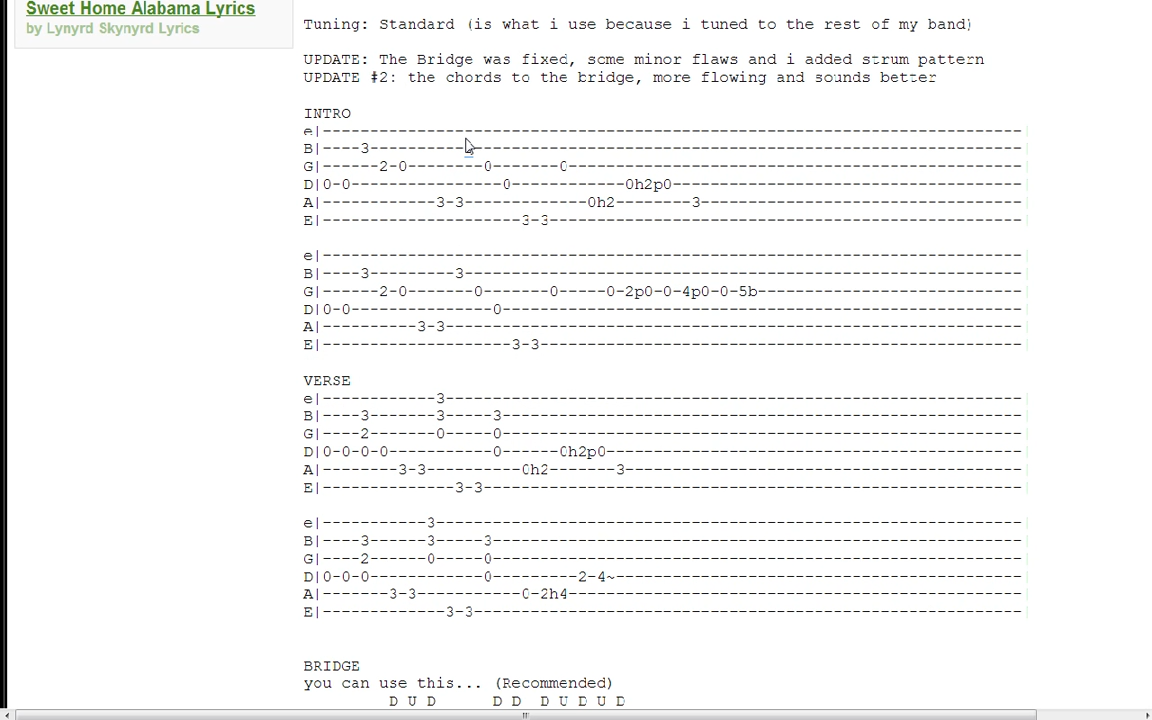 Sweet Home Alabama Lyrics
by Lynyrd Skynyrd Lyrics
Tuning: Standard (is what i use because i tuned to the rest of my band)
UPDATE: The Bridge was fixed, some minor flaws and i added strum pattern
UPDATE #2: the chords to the bridge, more flowing and sounds better
INTRO
e|--------------------------------------------------------------------------|
B|----3---------------------------------------------------------------------|
G|------2-0--------0-------0------------------------------------------------|
D|0-0----------------0------------0h2p0-------------------------------------|
A|------------3-3-------------0h2--------3----------------------------------|
E|---------------------3-3--------------------------------------------------|
e|--------------------------------------------------------------------------|
B|----3---------3-----------------------------------------------------------|
G|------2-0-------0-------0-----0-2p0-0-4p0-0-5b----------------------------|
D|0-0---------------0-------------------------------------------------------|
A|----------3-3-------------------------------------------------------------|
E|--------------------3-3---------------------------------------------------|
VERSE
e|------------3-------------------------------------------------------------|
B|----3-------3-----3-------------------------------------------------------|
G|----2-------0-----0-------------------------------------------------------|
D|0-0-0-0-----------0------0h2p0--------------------------------------------|
A|--------3-3----------0h2-------3------------------------------------------|
E|--------------3-3---------------------------------------------------------|
e|-----------3--------------------------------------------------------------|
B|----3------3-----3--------------------------------------------------------|
G|----2------0-----0--------------------------------------------------------|
D|0-0-0------------0---------2-4~-------------------------------------------|
A|-------3-3-----------0-2h4------------------------------------------------|
E|-------------3-3----------------------------------------------------------|
BRIDGE
you can use this... (Recommended)
D U D      D D  D U D U D